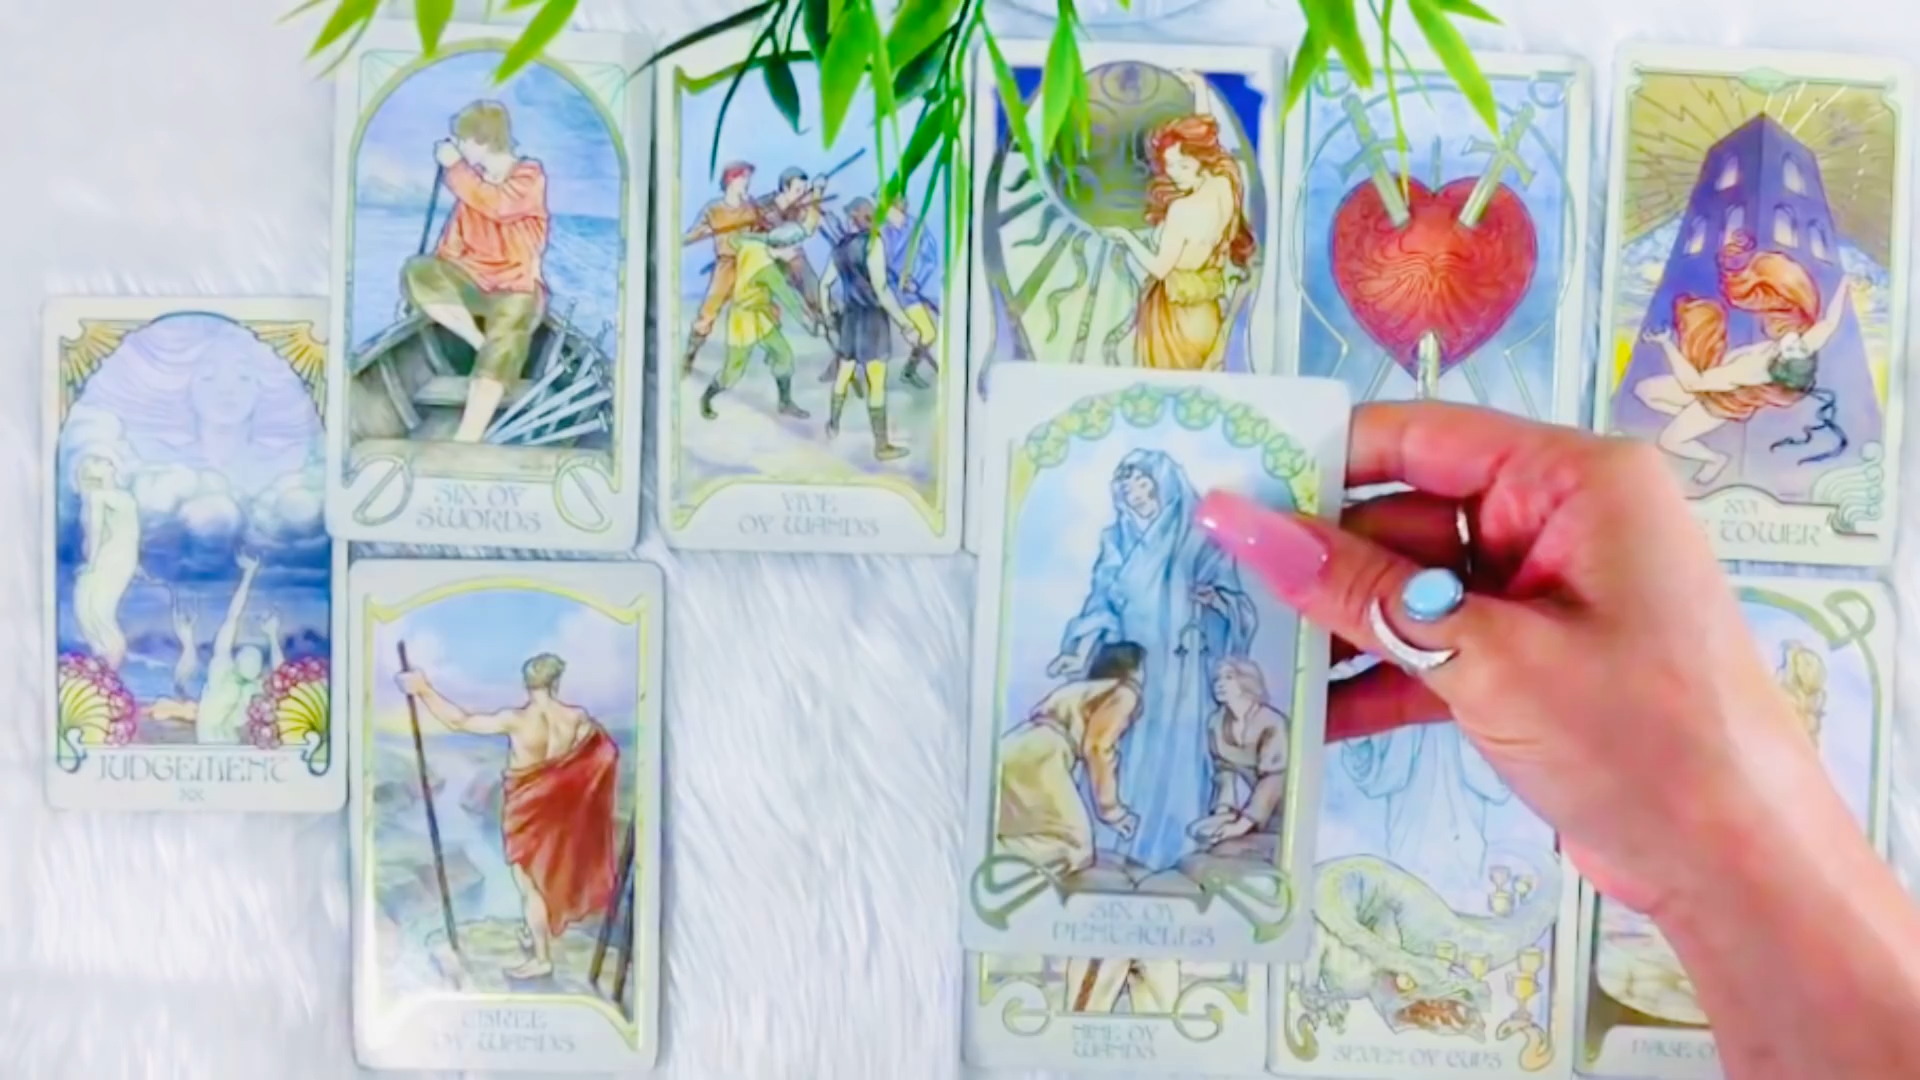 SIX OF
SWORDS
FIVE
OF WANDS
XVI
TOWER
JUDGEMENT
XX
SIX OF
PENTACLES
THREE
OF WANDS
NINE OF
WANDS
SEVEN OF CUPS
PAGE O